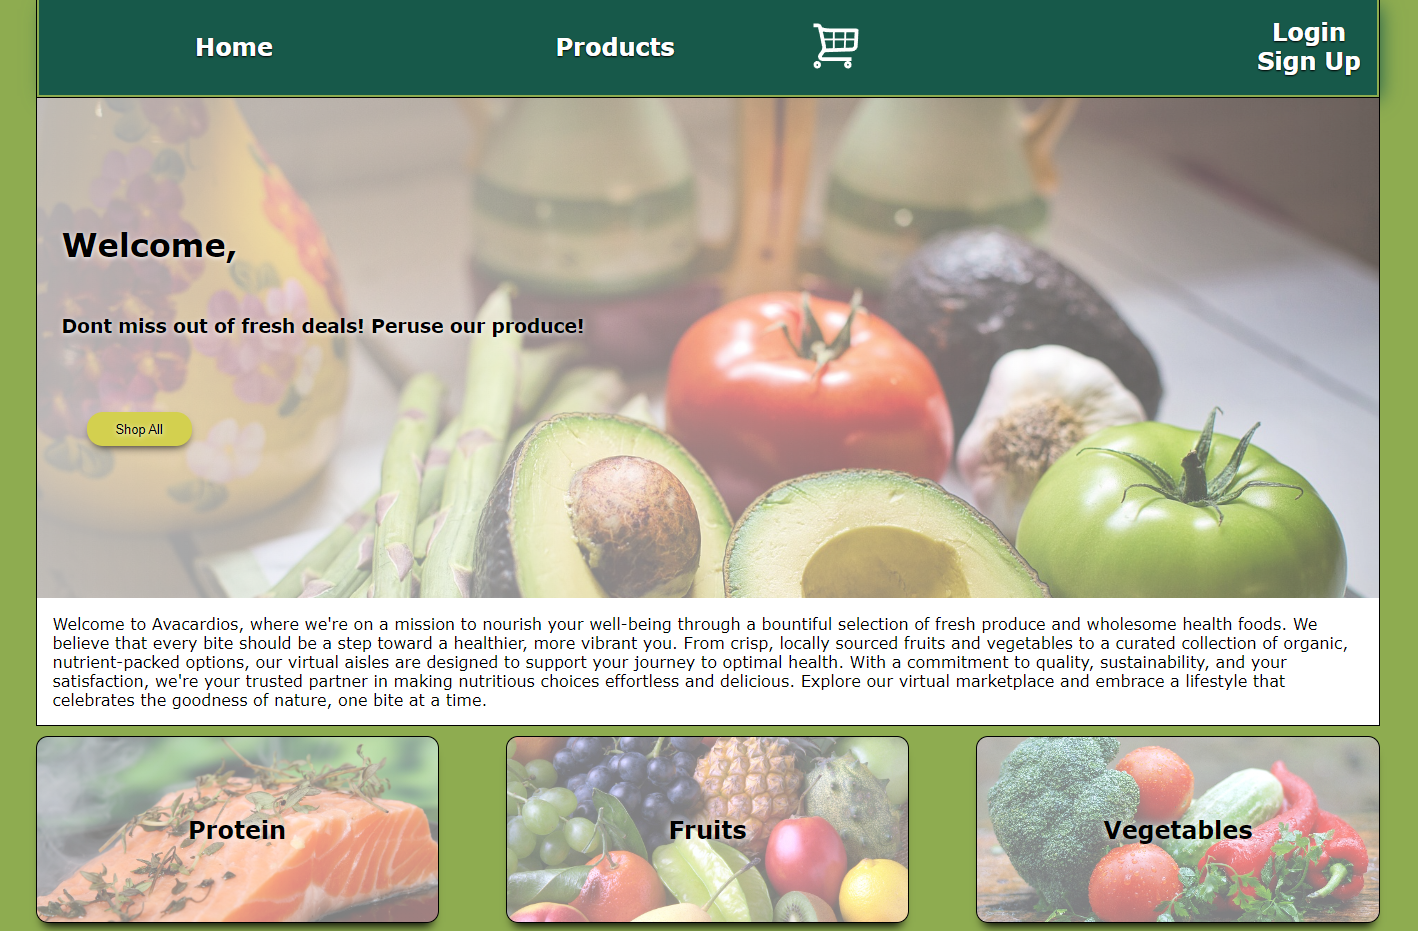 Home
Products
Login
Sign Up
Welcome,
Dont miss out of fresh deals! Peruse our produce!
Shop All
Welcome to Avacardios, where we're on a mission to nourish your well-being through a bountiful selection of fresh produce and wholesome health foods. We
believe that every bite should be a step toward a healthier, more vibrant you. From crisp, locally sourced fruits and vegetables to a curated collection of organic,
nutrient-packed options, our virtual aisles are designed to support your journey to optimal health. With a commitment to quality, sustainability, and your
satisfaction, we're your trusted partner in making nutritious choices effortless and delicious. Explore our virtual marketplace and embrace a lifestyle that
celebrates the goodness of nature, one bite at a time.
Protein
Fruits
Vegetables